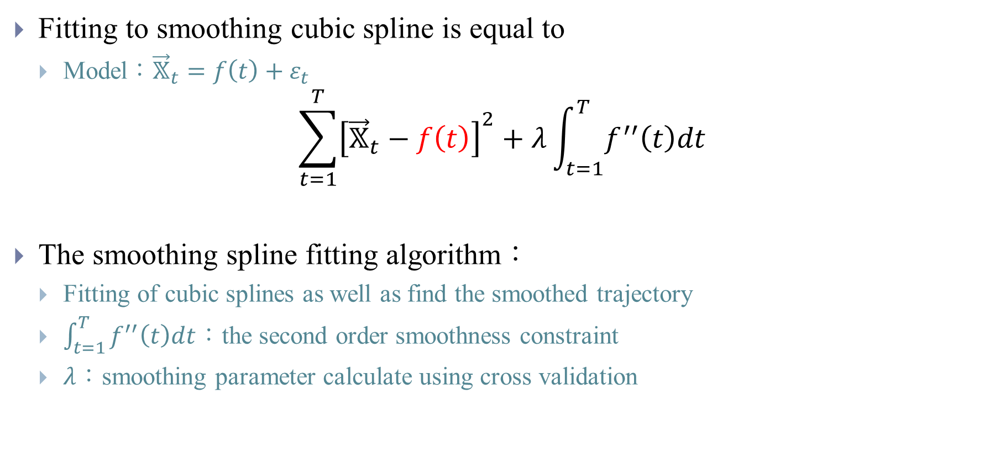 Fitting to smoothing cubic spline is equal to
Model：$\vec{\mathbb{X}}_t = f(t) + \varepsilon_t$
$\sum_{t=1}^{T} [\vec{\mathbb{X}}_t - f(t)]^2 + \lambda \int_{t=1}^{T} f''(t)dt$
The smoothing spline fitting algorithm：
Fitting of cubic splines as well as find the smoothed trajectory
$\int_{t=1}^{T} f''(t)dt$：the second order smoothness constraint
$\lambda$：smoothing parameter calculate using cross validation